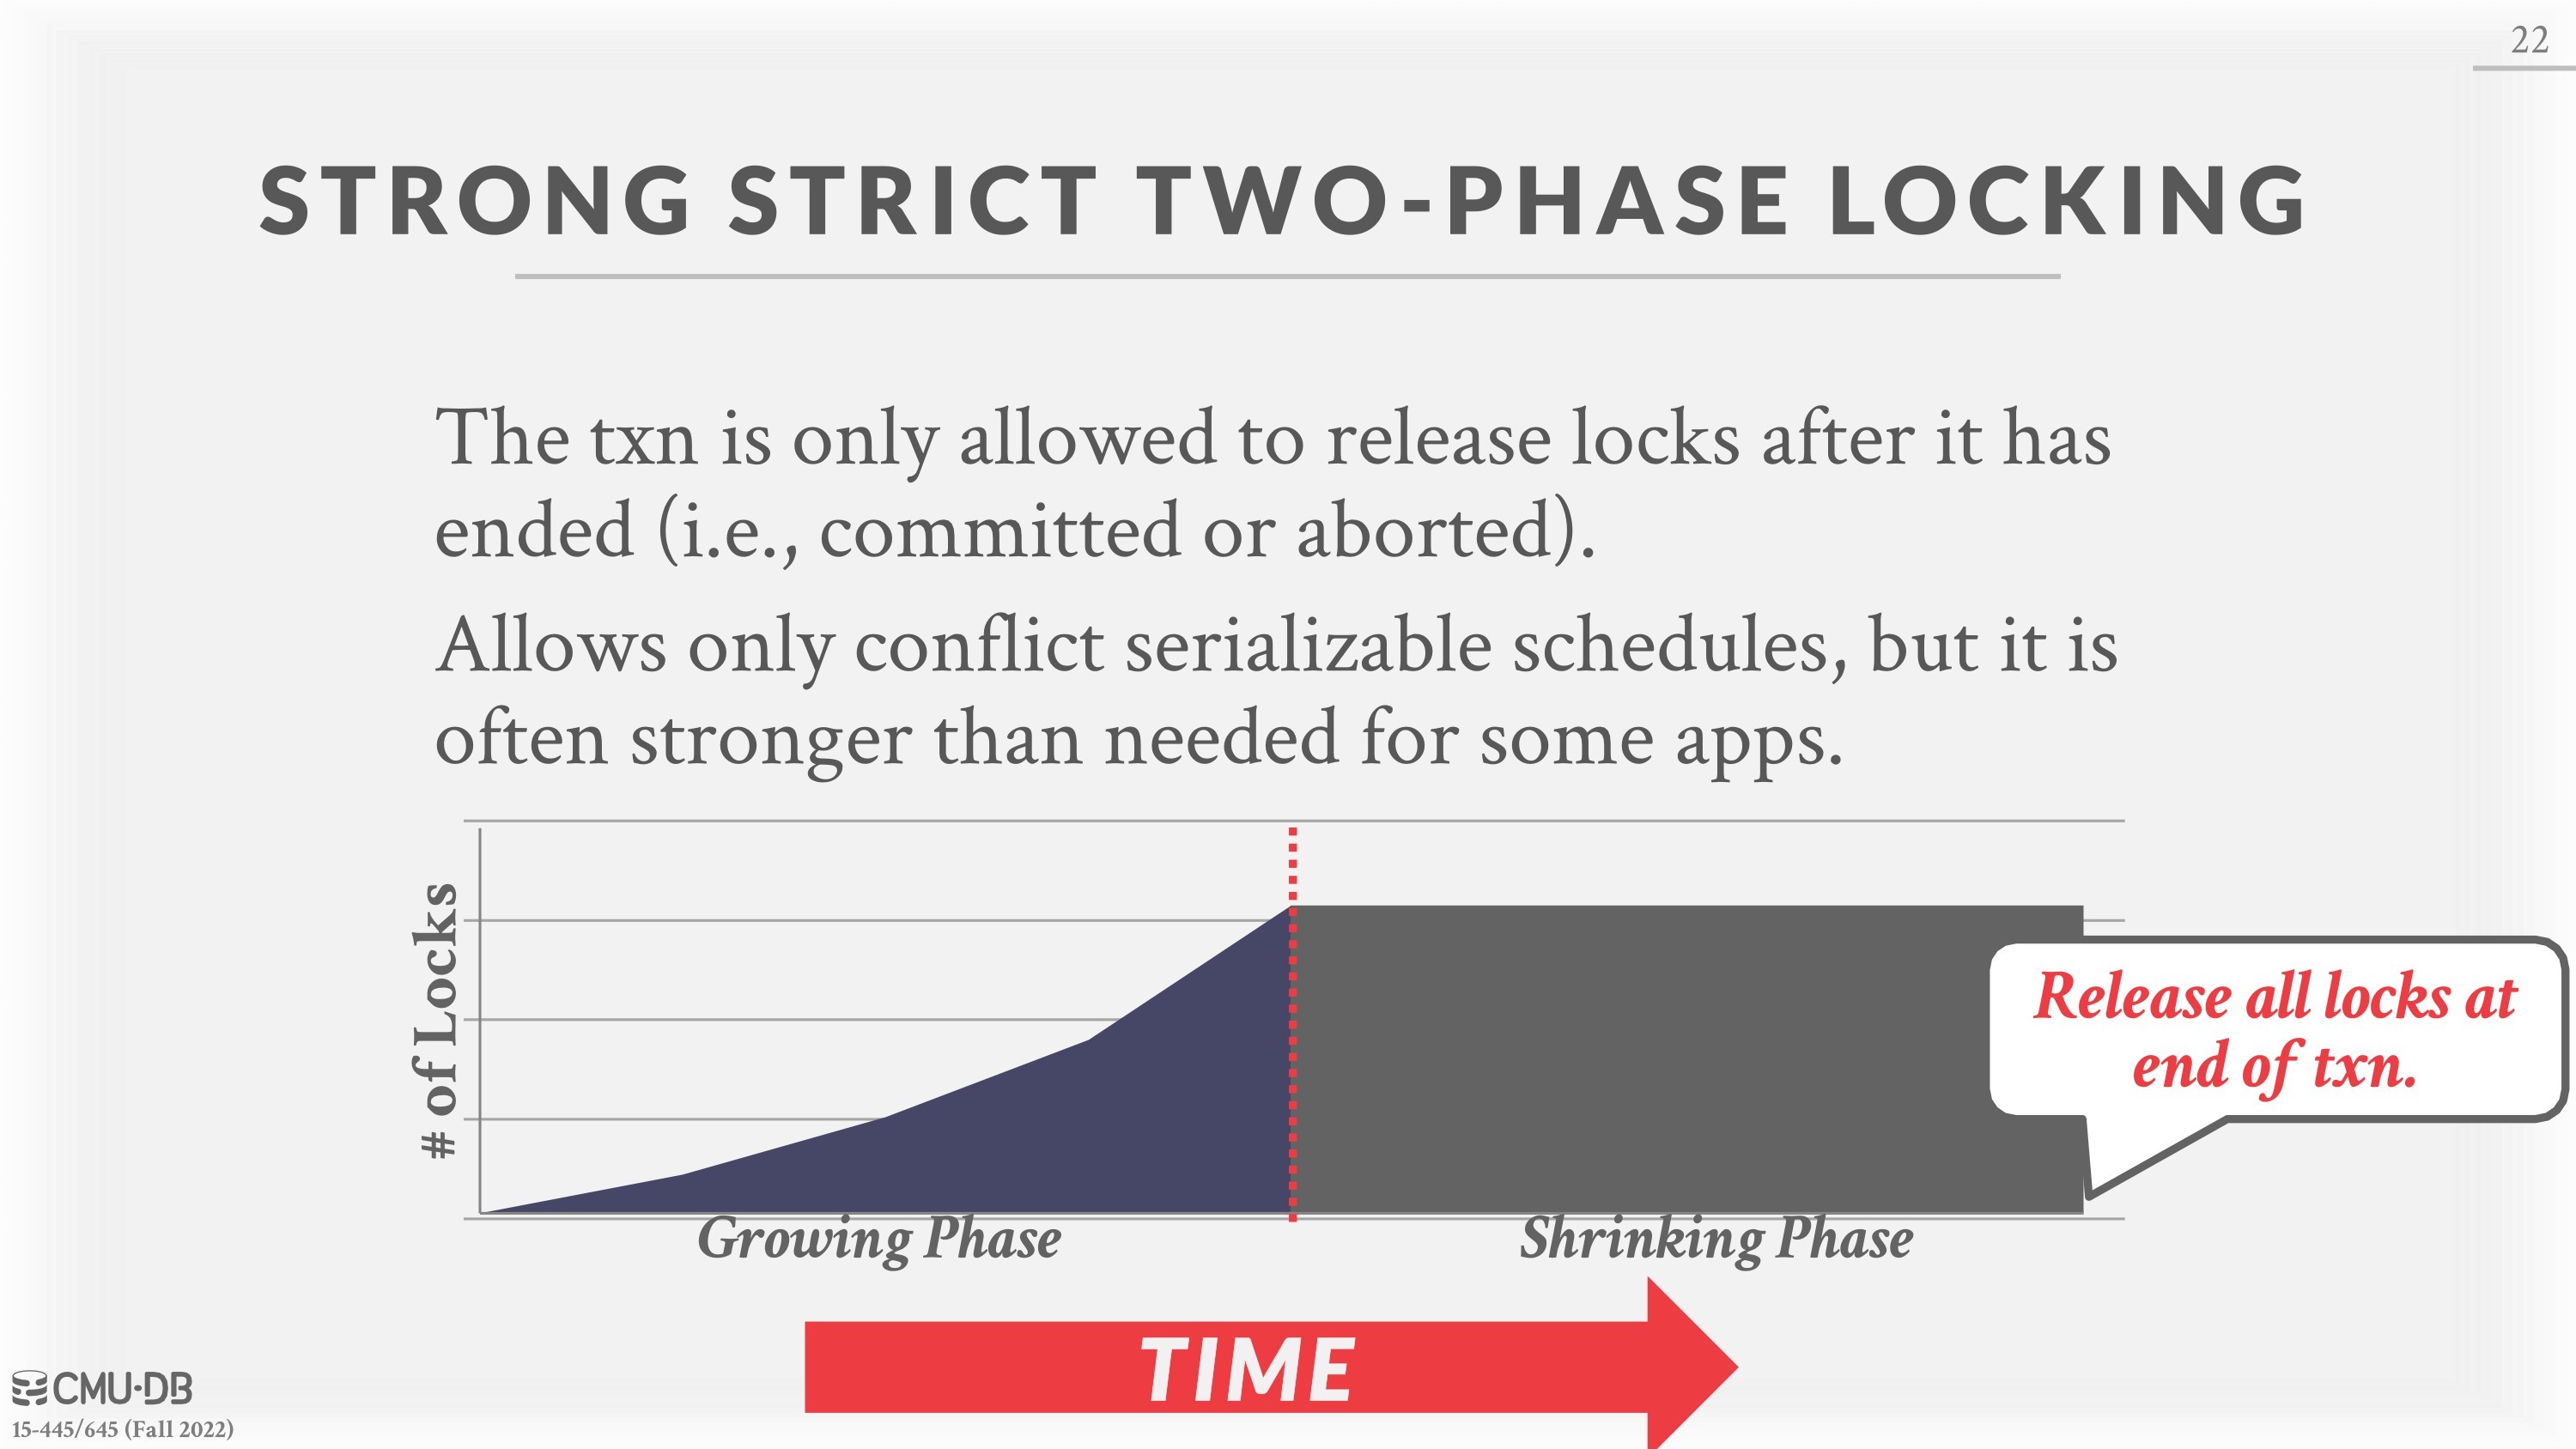 22
STRONG STRICT TWO-PHASE LOCKING
The txn is only allowed to release locks after it has
ended (i.e., committed or aborted).
Allows only conflict serializable schedules, but it is
often stronger than needed for some apps.
# of Locks
Release all locks at
end of txn.
Growing Phase
Shrinking Phase
TIME
CMU·DB
15-445/645 (Fall 2022)